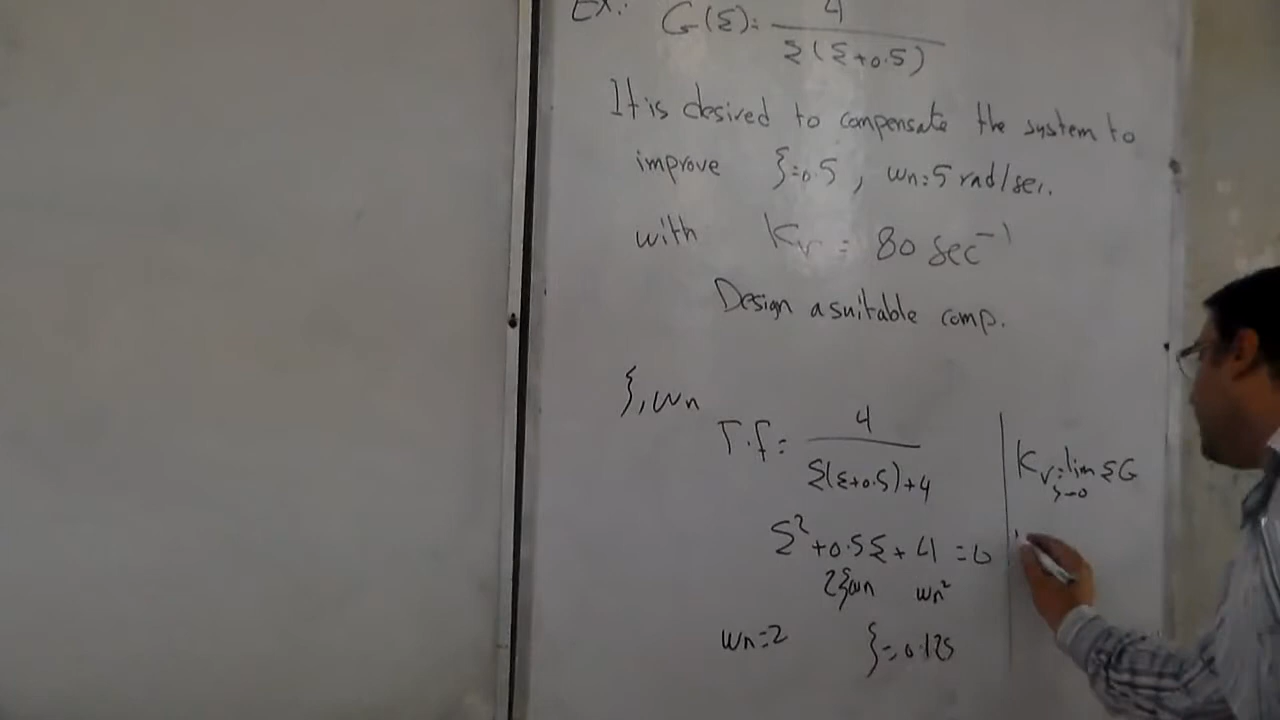 Ex.: G(s) = 4 / s(s+0.5)
It is desired to compensate the system to
improve ξ=0.5, ωn=5 rad/sec.
with Kv = 80 sec⁻¹
Design a suitable comp.
ξ, ωn
T.f = 4 / s(s+0.5)+4
s² + 0.5s + 4 = 0
2ξωn ωn²
ωn=2 ξ=0.125
Kv = lim sG
s→0